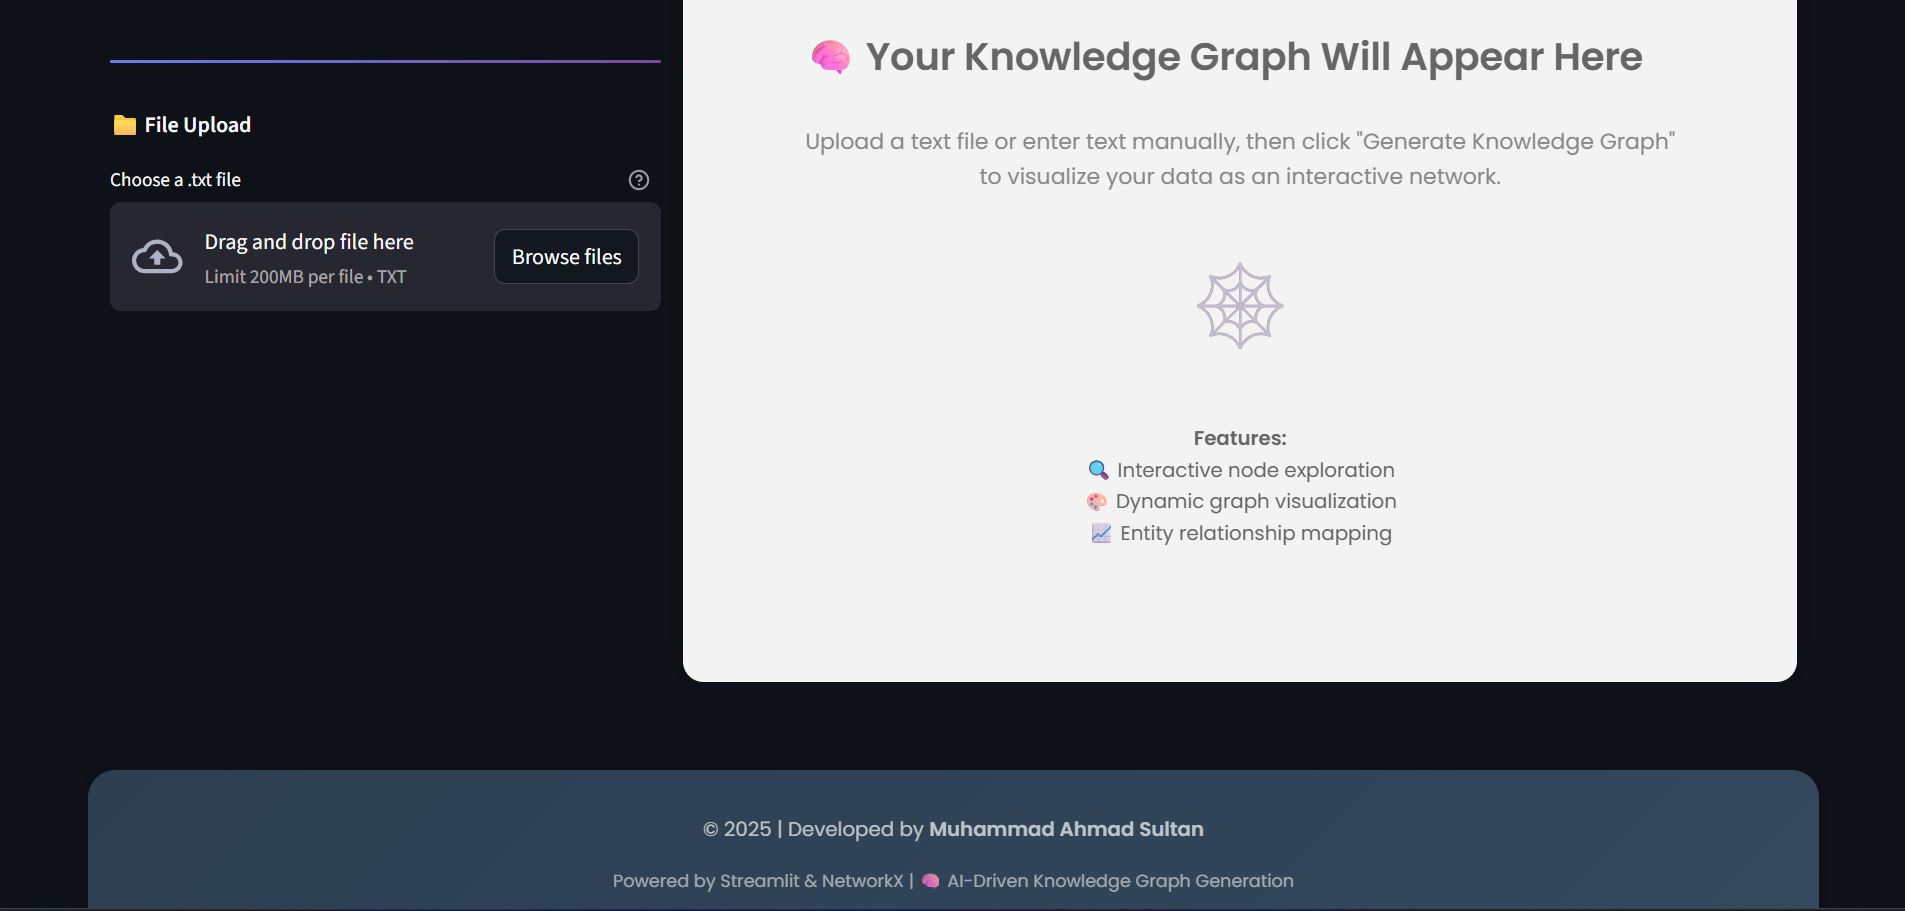 File Upload
Choose a .txt file
Drag and drop file here
Limit 200MB per file • TXT
Browse files
Your Knowledge Graph Will Appear Here
Upload a text file or enter text manually, then click "Generate Knowledge Graph"
to visualize your data as an interactive network.
Features:
Interactive node exploration
Dynamic graph visualization
Entity relationship mapping
© 2025 | Developed by Muhammad Ahmad Sultan
Powered by Streamlit & NetworkX | AI-Driven Knowledge Graph Generation